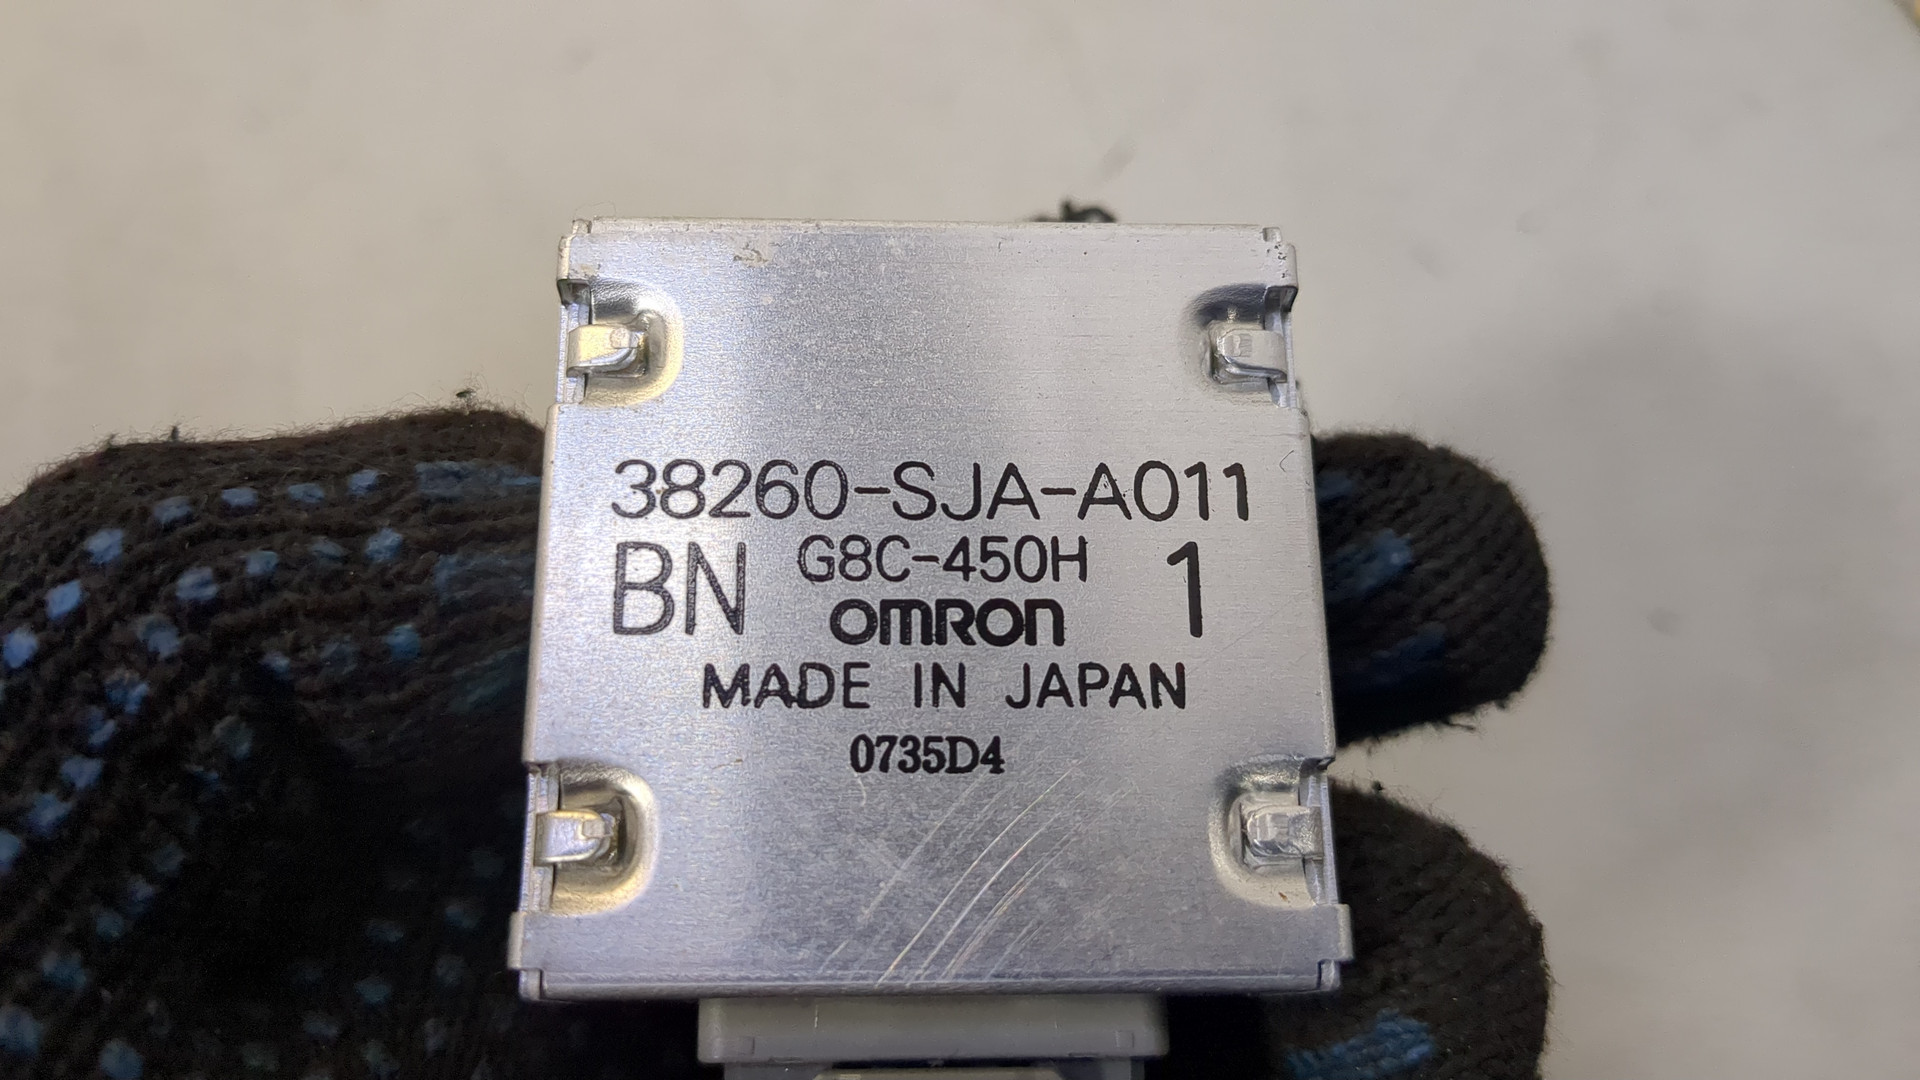 38260-SJA-A011
BN G8C-450H 1
omron
MADE IN JAPAN
0735D4